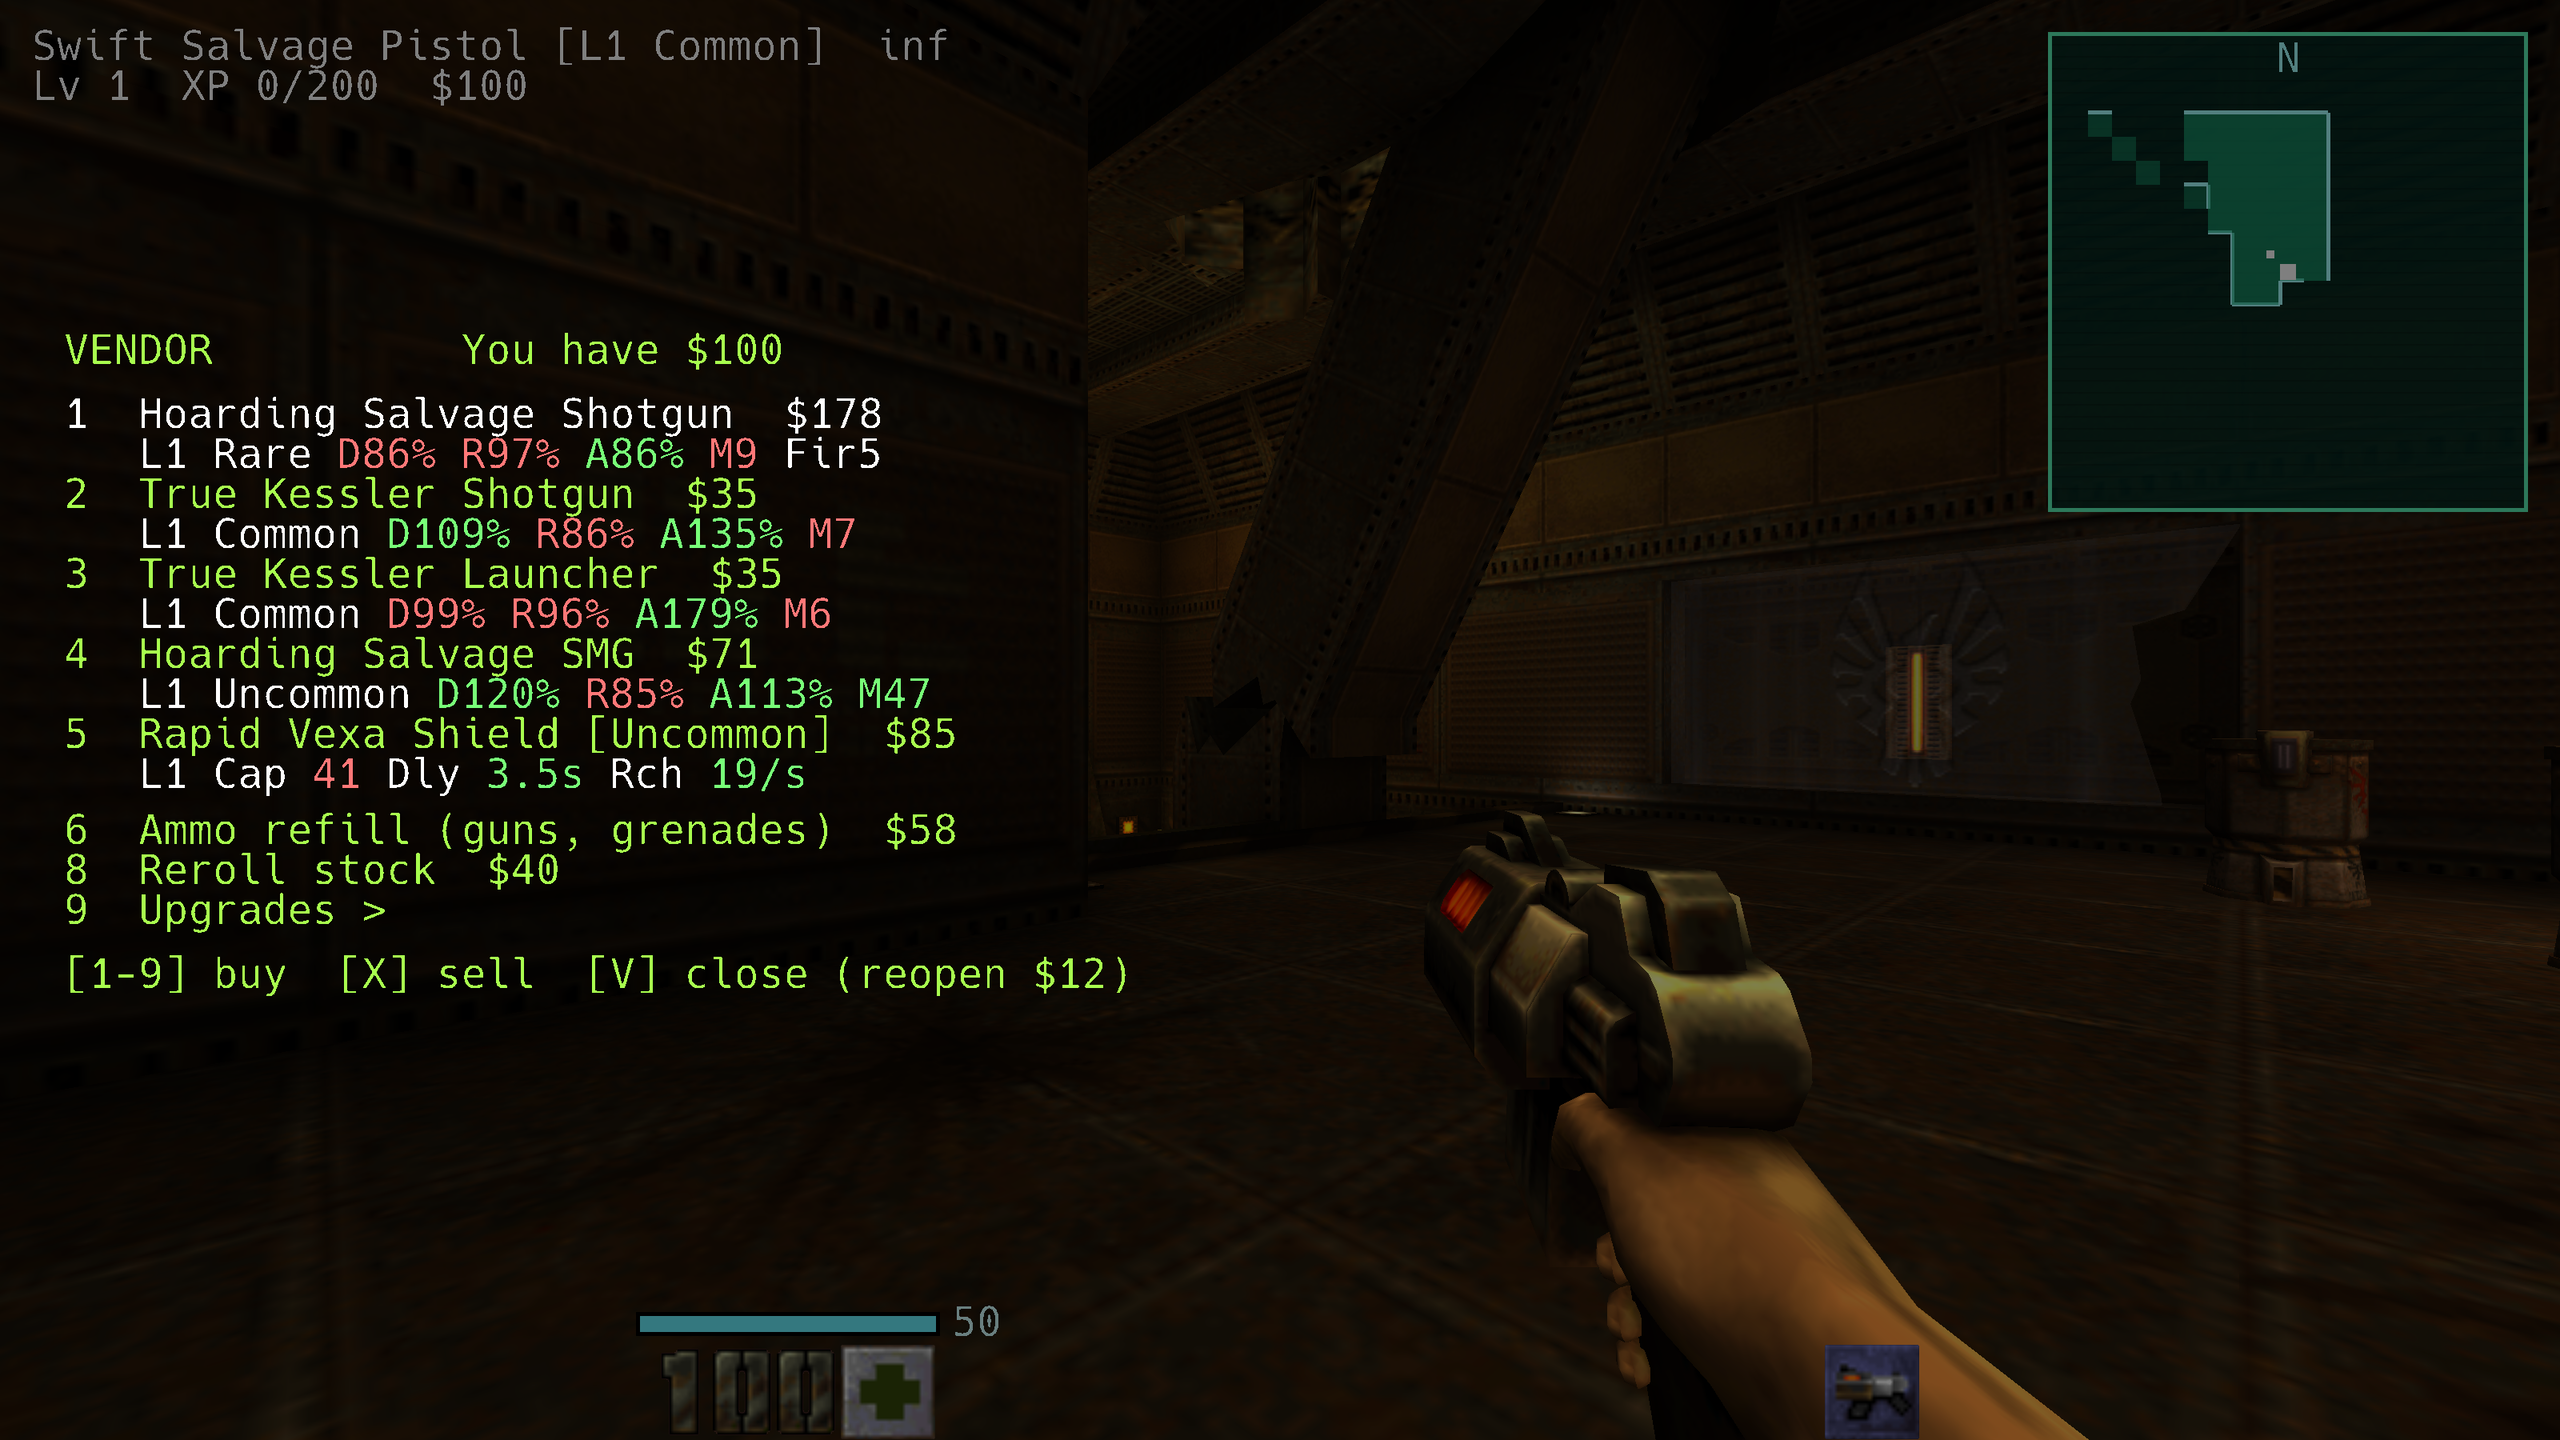 Swift Salvage Pistol [L1 Common]  inf
Lv 1  XP 0/200  $100
N
VENDOR  You have $100
1  Hoarding Salvage Shotgun  $178
L1 Rare D86% R97% A86% M9 Fir5
2  True Kessler Shotgun  $35
L1 Common D109% R86% A135% M7
3  True Kessler Launcher  $35
L1 Common D99% R96% A179% M6
4  Hoarding Salvage SMG  $71
L1 Uncommon D120% R85% A113% M47
5  Rapid Vexa Shield [Uncommon]  $85
L1 Cap 41 Dly 3.5s Rch 19/s
6  Ammo refill (guns, grenades)  $58
8  Reroll stock  $40
9  Upgrades >
[1-9] buy  [X] sell  [V] close (reopen $12)
50
100